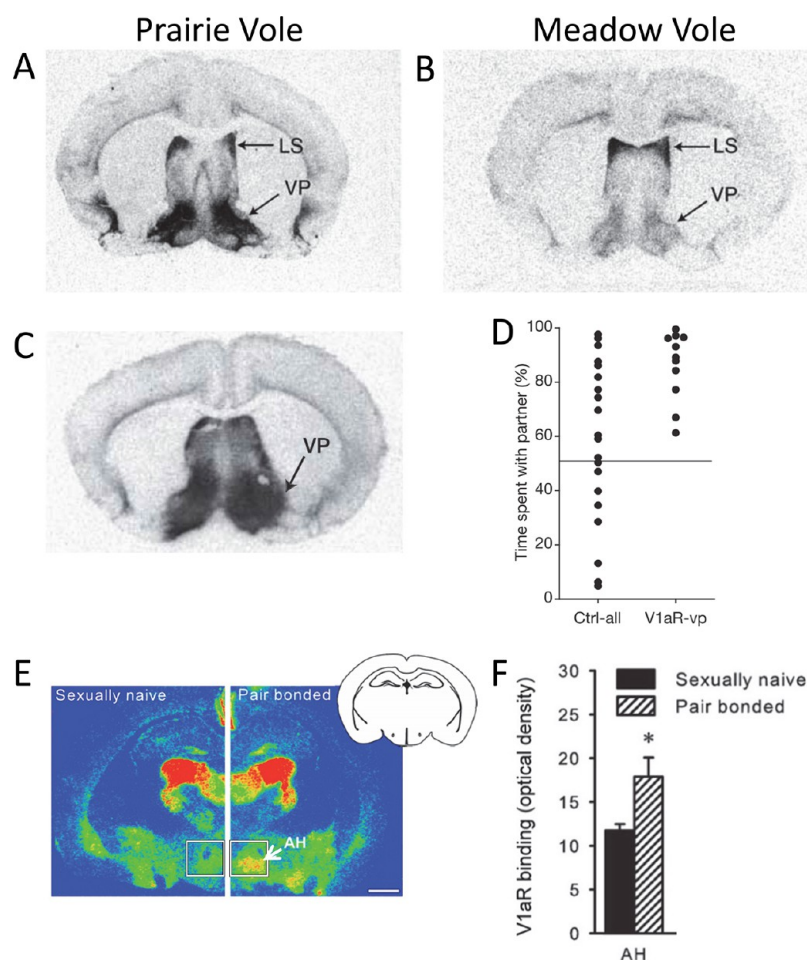 Prairie Vole
Meadow Vole
A
LS
VP
B
LS
VP
C
VP
D
Time spent with partner (%)
100
80
60
40
20
0
Ctrl-all
V1aR-vp
E
Sexually naive
Pair bonded
AH
F
V1aR binding (optical density)
30
25
20
15
10
5
0
Sexually naive
Pair bonded
*
AH